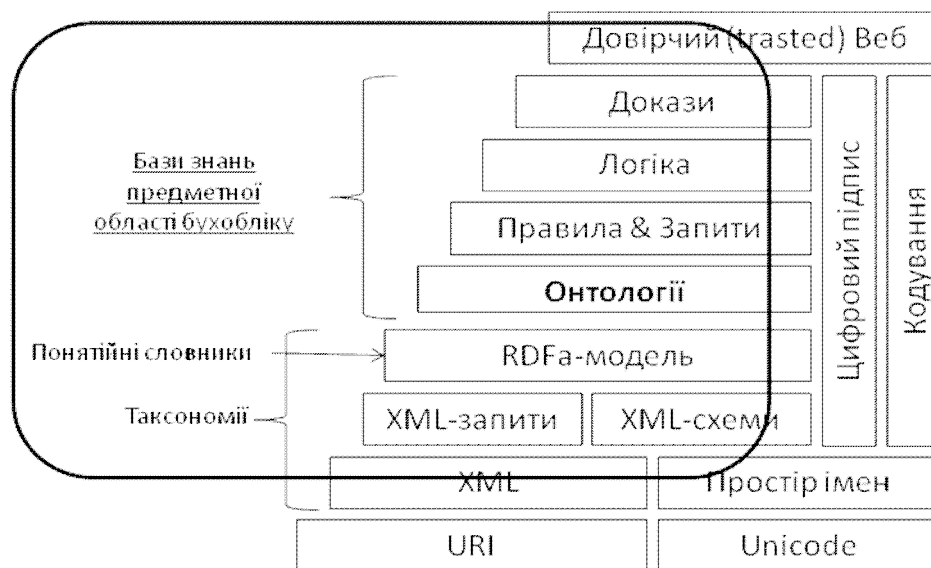 Довірчий (trasted) Веб
Докази
Логіка
Правила & Запити
Онтології
RDFa-модель
XML-запити
XML-схеми
XML
Простір імен
URI
Unicode
Цифровий підпис
Кодування
Бази знань
предметної
області бухобліку
Понятійні словники
Таксономії